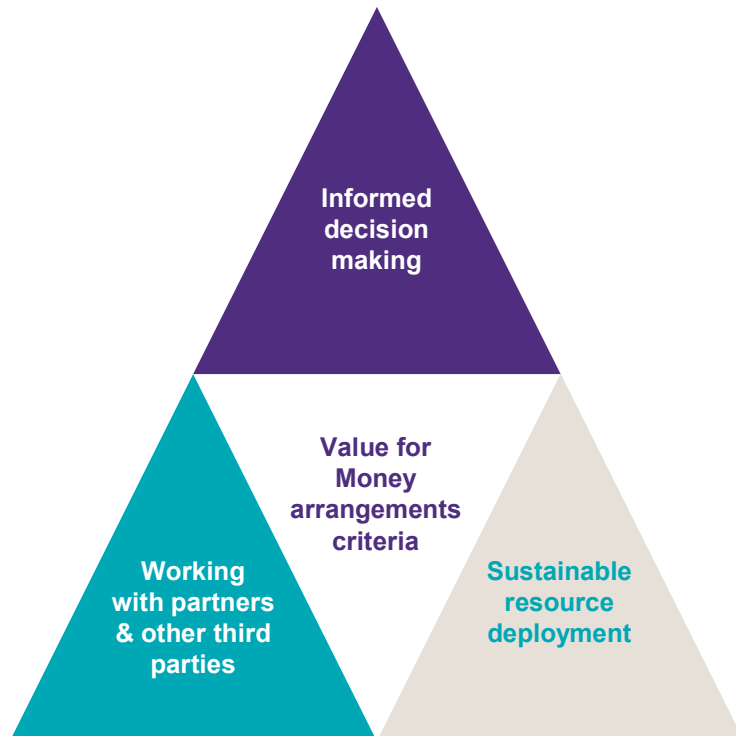 Informed
decision
making
Value for
Money
arrangements
criteria
Working
with partners
& other third
parties
Sustainable
resource
deployment